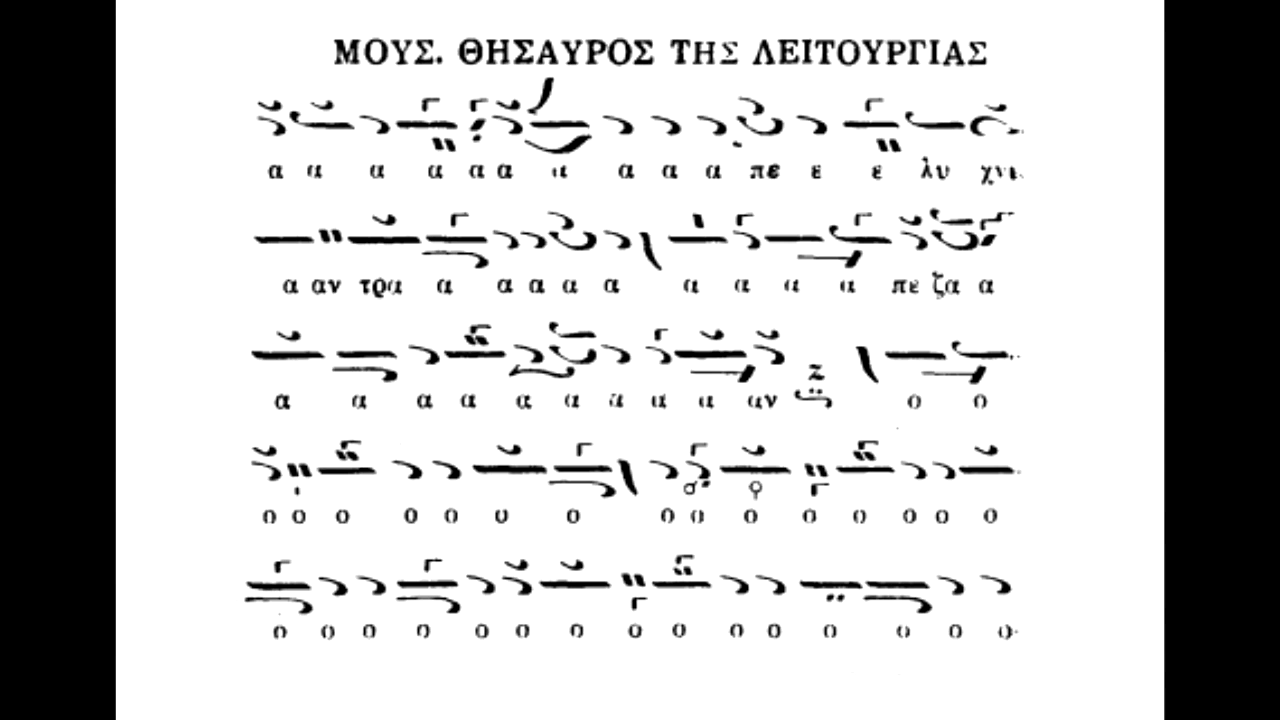 ΜΟΥΣ. ΘΗΣΑΥΡΟΣ ΤΗΣ ΛΕΙΤΟΥΡΓΙΑΣ
α α α α α α α α α α πε ε ε λυ χνι
α αν τρα α α α α α α α α α πε ζα α
α α α α α α α α α αν Ζ ο ο
ο ο ο ο ο ο ο ο ο ο ο ο ο ο ο
ο ο ο ο ο ο ο ο ο ο ο ο ο ο ο